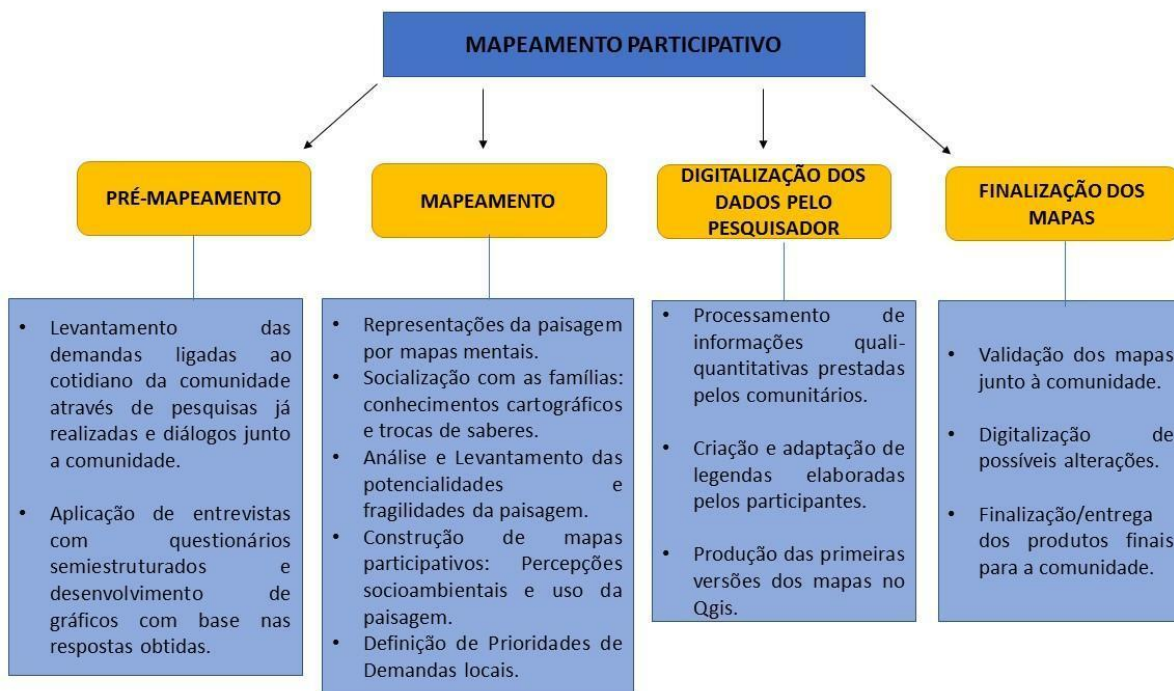 MAPEAMENTO PARTICIPATIVO
PRÉ-MAPEAMENTO
• Levantamento das
demandas ligadas ao
cotidiano da comunidade
através de pesquisas já
realizadas e diálogos junto
a comunidade.
• Aplicação de entrevistas
com questionários
semiestruturados e
desenvolvimento de
gráficos com base nas
respostas obtidas.
MAPEAMENTO
• Representações da paisagem
por mapas mentais.
• Socialização com as famílias:
conhecimentos cartográficos
e trocas de saberes.
• Análise e Levantamento das
potencialidades e
fragilidades da paisagem.
• Construção de mapas
participativos: Percepções
socioambientais e uso da
paisagem.
• Definição de Prioridades de
Demandas locais.
DIGITALIZAÇÃO DOS
DADOS PELO
PESQUISADOR
• Processamento de
informações quali-
quantitativas prestadas
pelos comunitários.
• Criação e adaptação de
legendas elaboradas
pelos participantes.
• Produção das primeiras
versões dos mapas no
Qgis.
FINALIZAÇÃO DOS
MAPAS
• Validação dos mapas
junto à comunidade.
• Digitalização de
possíveis alterações.
• Finalização/entrega
dos produtos finais
para a comunidade.